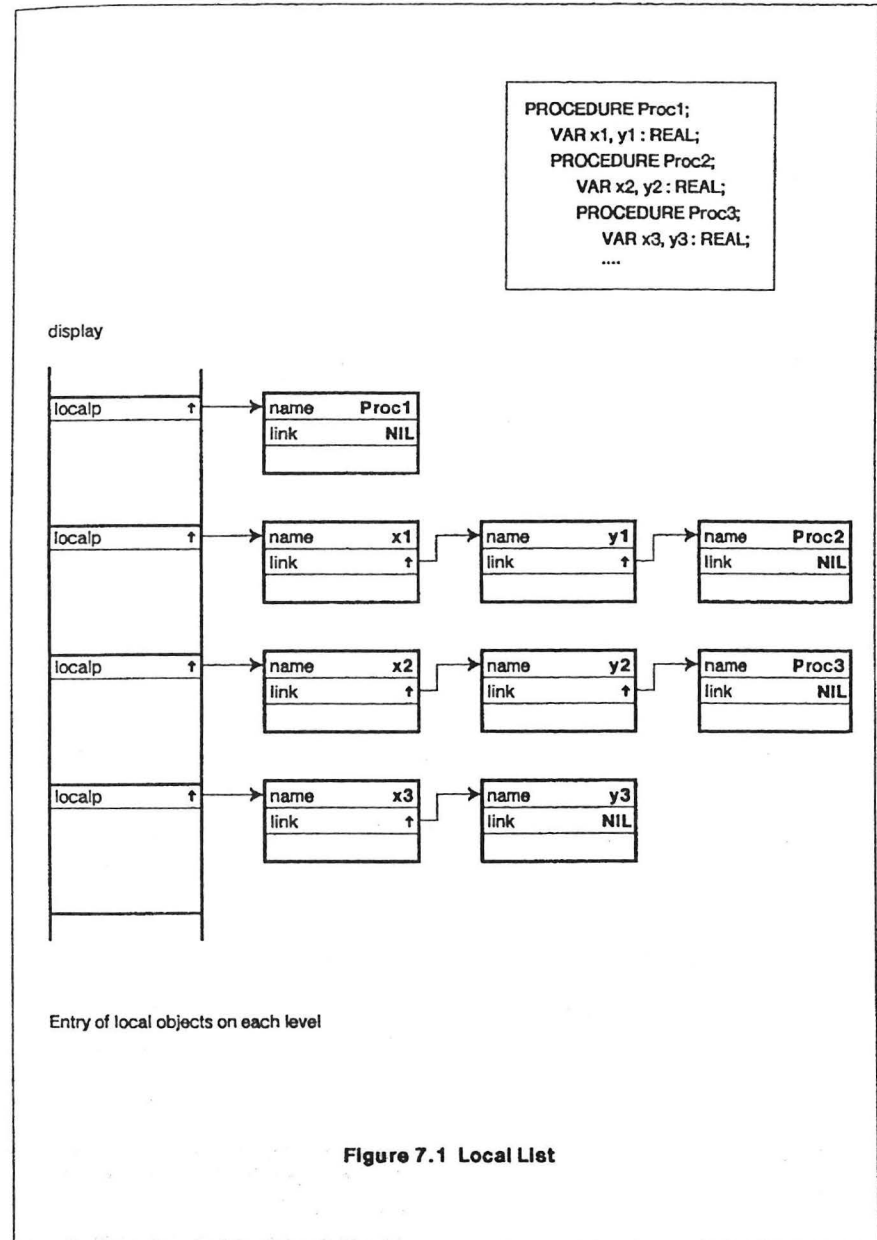 PROCEDURE Proc1;
VAR x1, y1 : REAL;
PROCEDURE Proc2;
VAR x2, y2 : REAL;
PROCEDURE Proc3;
VAR x3, y3 : REAL;
....
display
localp ↑ name Proc1
link NIL
localp ↑ name x1 name y1 name Proc2
link ↑ link ↑ link NIL
localp ↑ name x2 name y2 name Proc3
link ↑ link ↑ link NIL
localp ↑ name x3 name y3
link ↑ link NIL
Entry of local objects on each level
Figure 7.1 Local List